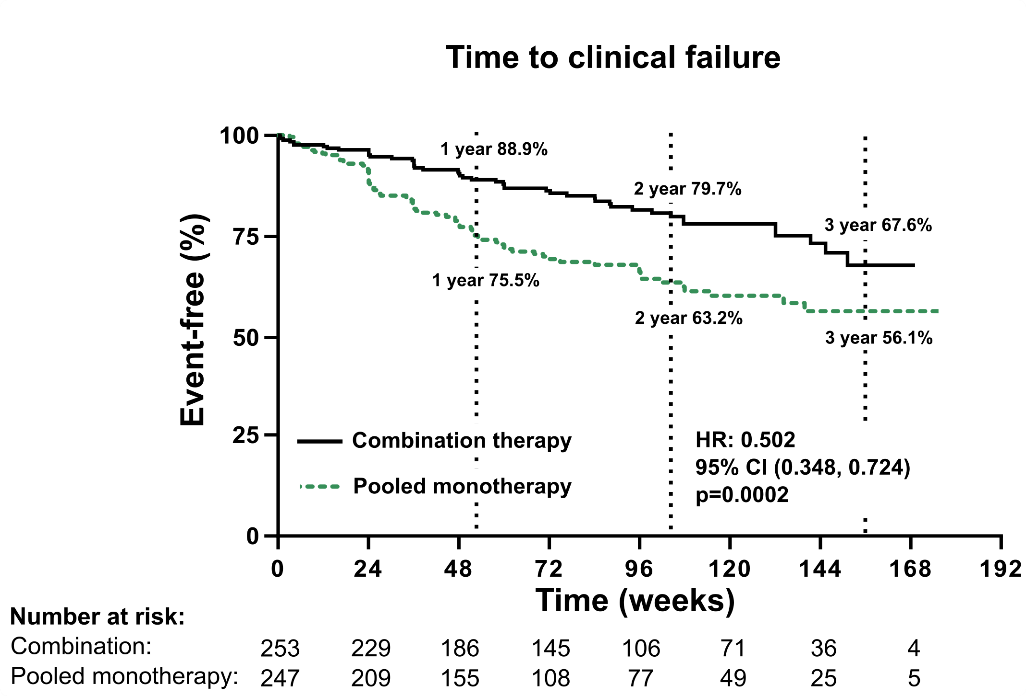 Time to clinical failure
Event-free (%)
100
75
50
25
0
1 year 88.9%
2 year 79.7%
3 year 67.6%
1 year 75.5%
2 year 63.2%
3 year 56.1%
Combination therapy
Pooled monotherapy
HR: 0.502
95% CI (0.348, 0.724)
p=0.0002
0 24 48 72 96 120 144 168 192
Time (weeks)
Number at risk:
Combination: 253 229 186 145 106 71 36 4
Pooled monotherapy: 247 209 155 108 77 49 25 5